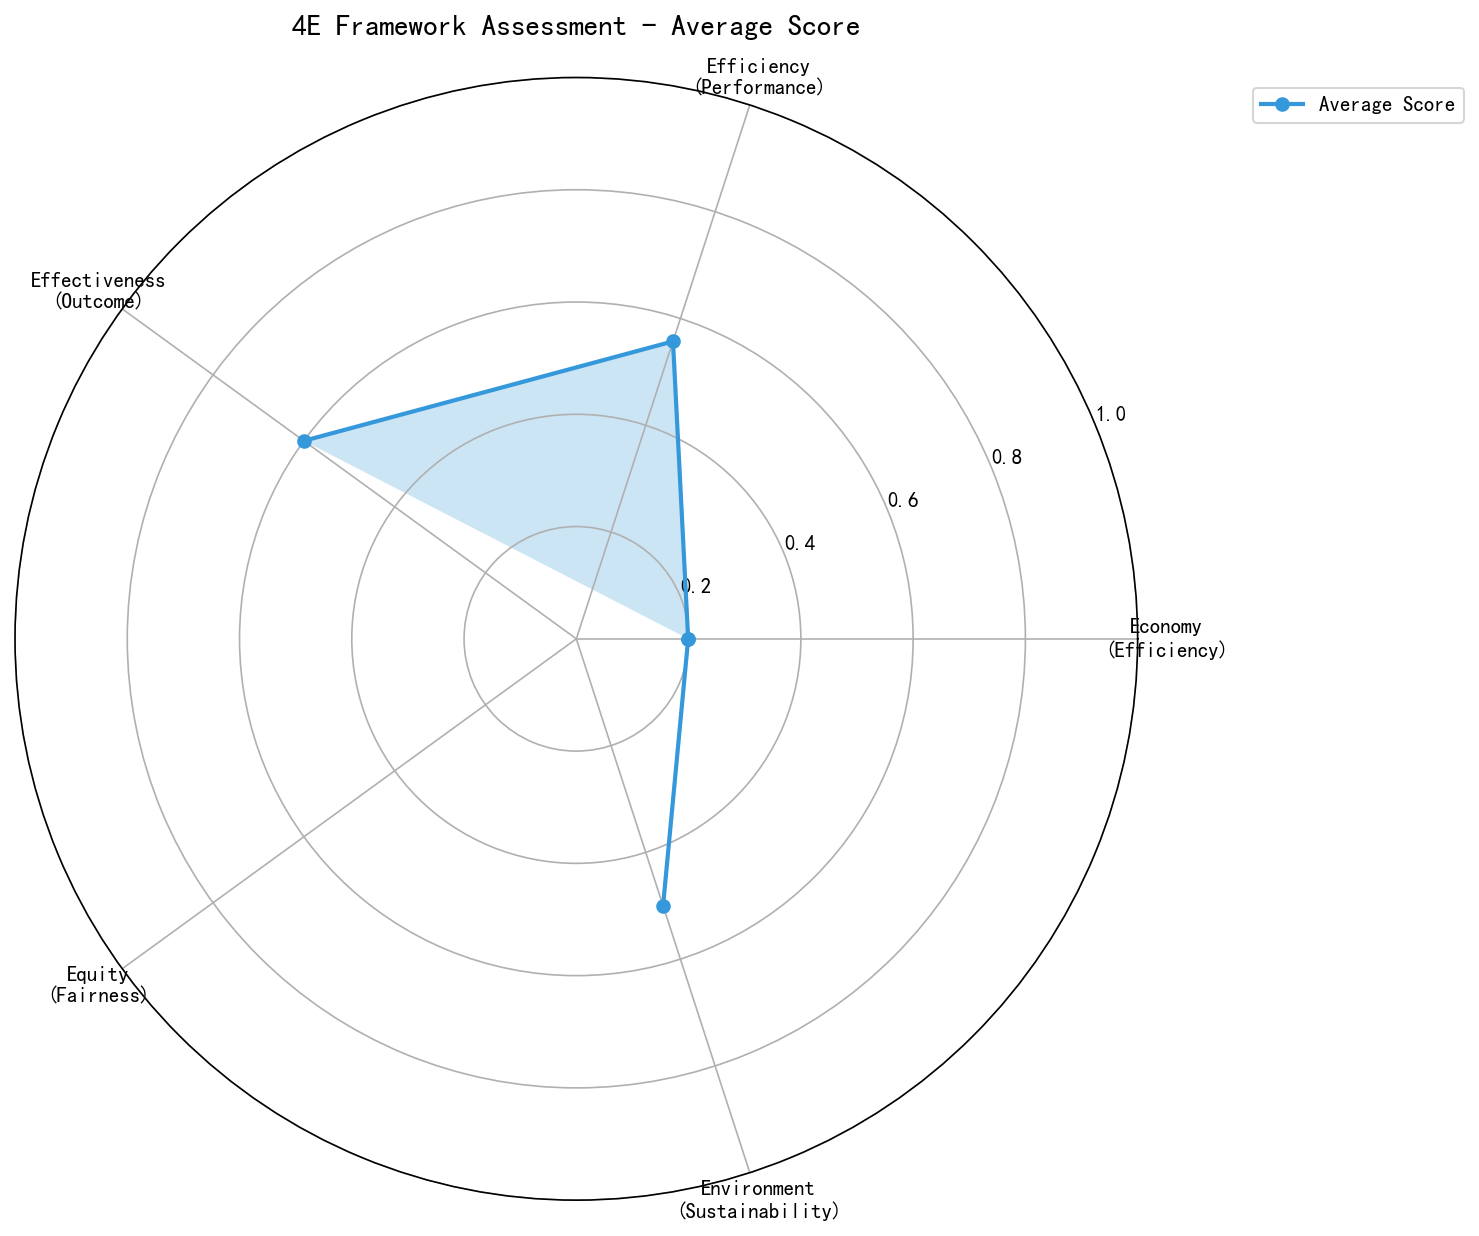 4E Framework Assessment - Average Score
Efficiency
(Performance)
Average Score
Effectiveness
(Outcome)
1.0
0.8
0.6
0.4
0.2
Economy
(Efficiency)
Equity
(Fairness)
Environment
(Sustainability)